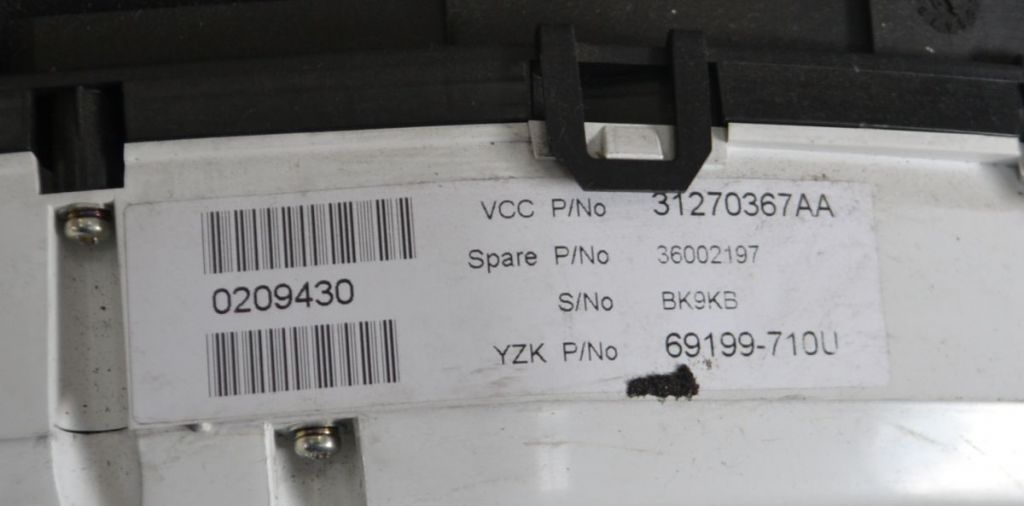 VCC P/No 31270367AA
Spare P/No 36002197
0209430
S/No BK9KB
YZK P/No 69199-710U